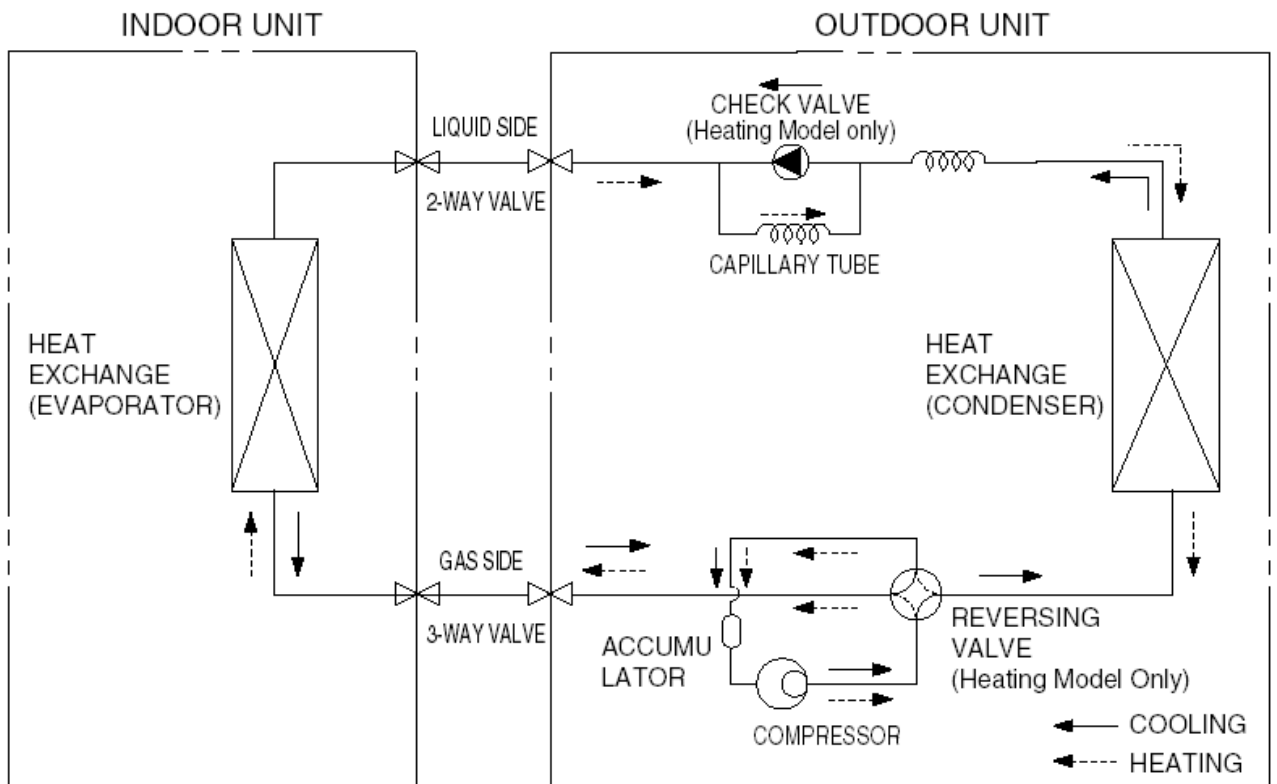 INDOOR UNIT
OUTDOOR UNIT
CHECK VALVE
(Heating Model only)
LIQUID SIDE
2-WAY VALVE
CAPILLARY TUBE
HEAT
EXCHANGE
(EVAPORATOR)
HEAT
EXCHANGE
(CONDENSER)
GAS SIDE
3-WAY VALVE
ACCUMU
LATOR
COMPRESSOR
REVERSING
VALVE
(Heating Model Only)
COOLING
HEATING